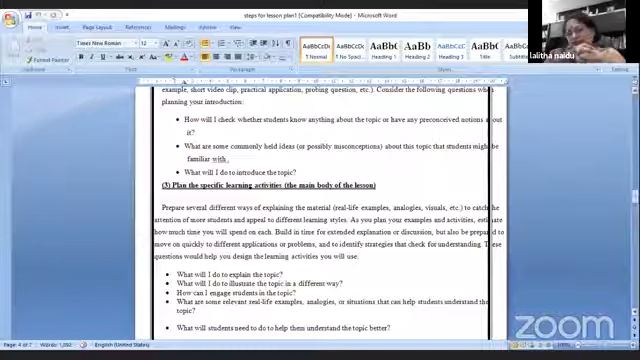 steps for lesson plan1 [Compatibility Mode] - Microsoft Word
Home Insert Page Layout References Mailings Review View
Times New Roman 12
Format Painter
AaBbCcDc AaBbCcDc AaBbC AaBbCc AaBbCc AaB AaBbCc
¶ Normal ¶ No Spaci... Heading 1 Heading 2 Title
lalitha naidu
example, short video clip, practical application, probing question, etc.). Consider the following questions when
planning your introduction:
• How will I check whether students know anything about the topic or have any preconceived notions about
it?
• What are some commonly held ideas (or possibly misconceptions) about this topic that students might be
familiar with .
• What will I do to introduce the topic?
(3) Plan the specific learning activities (the main body of the lesson)
Prepare several different ways of explaining the material (real-life examples, analogies, visuals, etc.) to catch the
attention of more students and appeal to different learning styles. As you plan your examples and activities, estimate
how much time you will spend on each. Build in time for extended explanation or discussion, but also be prepared to
move on quickly to different applications or problems, and to identify strategies that check for understanding. These
questions would help you design the learning activities you will use:
• What will I do to explain the topic?
• What will I do to illustrate the topic in a different way?
• How can I engage students in the topic?
• What are some relevant real-life examples, analogies, or situations that can help students understand the
topic?
• What will students need to do to help them understand the topic better?
zoom
Page: 4 of 7 Words: 1,092 English (United States)